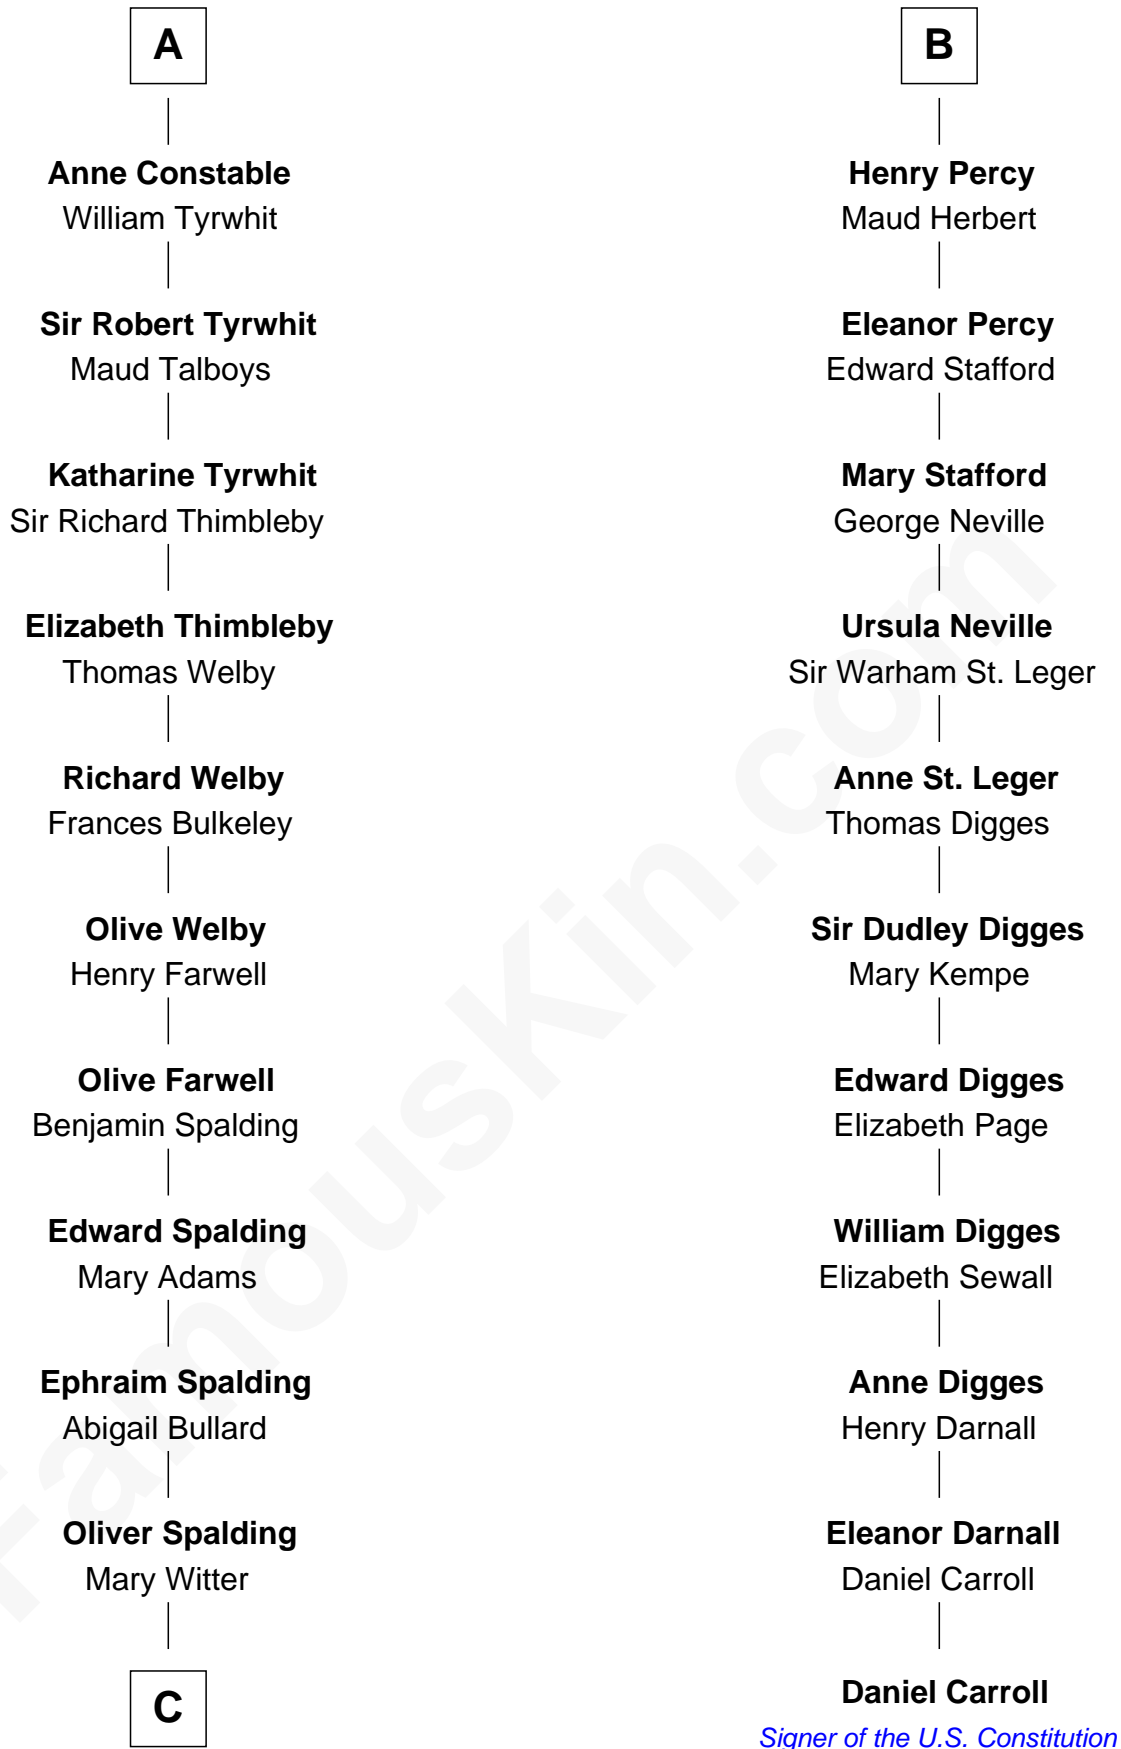 A
Anne Constable
William Tyrwhit
Sir Robert Tyrwhit
Maud Talboys
Katharine Tyrwhit
Sir Richard Thimbleby
Elizabeth Thimbleby
Thomas Welby
Richard Welby
Frances Bulkeley
Olive Welby
Henry Farwell
Olive Farwell
Benjamin Spalding
Edward Spalding
Mary Adams
Ephraim Spalding
Abigail Bullard
Oliver Spalding
Mary Witter
C
B
Henry Percy
Maud Herbert
Eleanor Percy
Edward Stafford
Mary Stafford
George Neville
Ursula Neville
Sir Warham St. Leger
Anne St. Leger
Thomas Digges
Sir Dudley Digges
Mary Kempe
Edward Digges
Elizabeth Page
William Digges
Elizabeth Sewall
Anne Digges
Henry Darnall
Eleanor Darnall
Daniel Carroll
Daniel Carroll
Signer of the U.S. Constitution
FamousKin.com